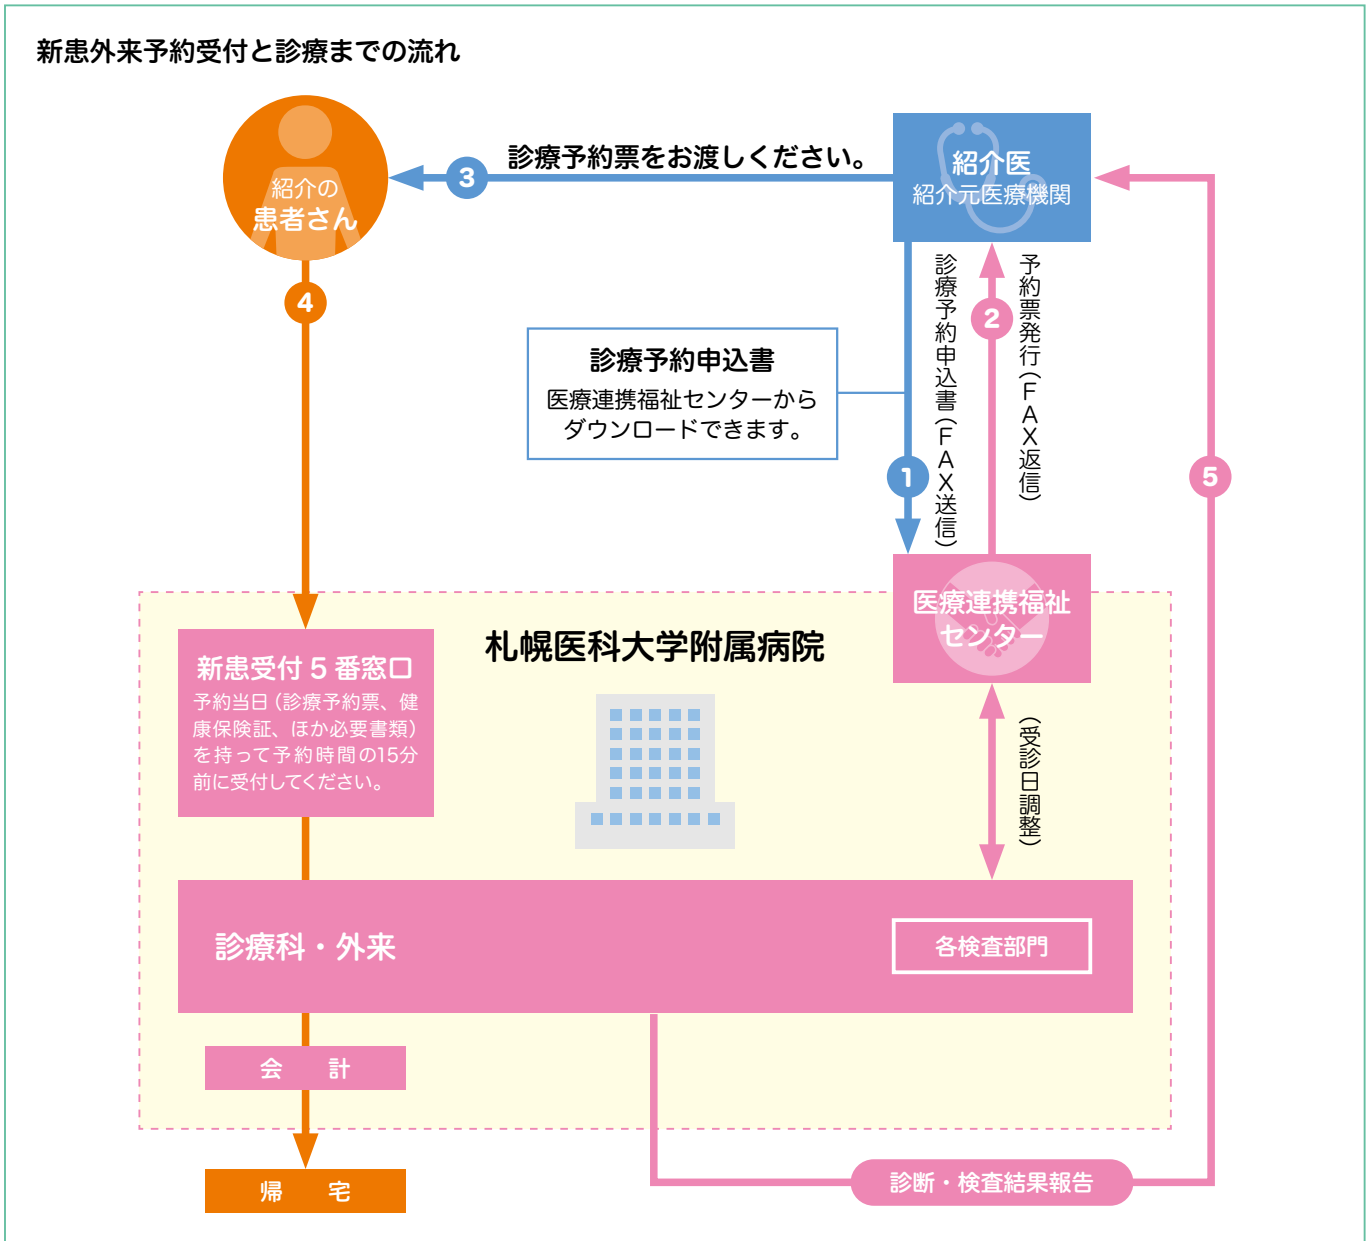 新患外来予約受付と診療までの流れ
紹介の
患者さん
3
診療予約票をお渡しください。
紹介医
紹介元医療機関
4
診療予約申込書
医療連携福祉センターから
ダウンロードできます。
1
診療予約申込書(FAX送信)
2
予約票発行(FAX返信)
5
医療連携福祉
センター
札幌医科大学附属病院
新患受付5番窓口
予約当日(診療予約票、健
康保険証、ほか必要書類)
を持って予約時間の15分
前に受付してください。
(受診日調整)
診療科・外来
各検査部門
会 計
帰 宅
診断・検査結果報告